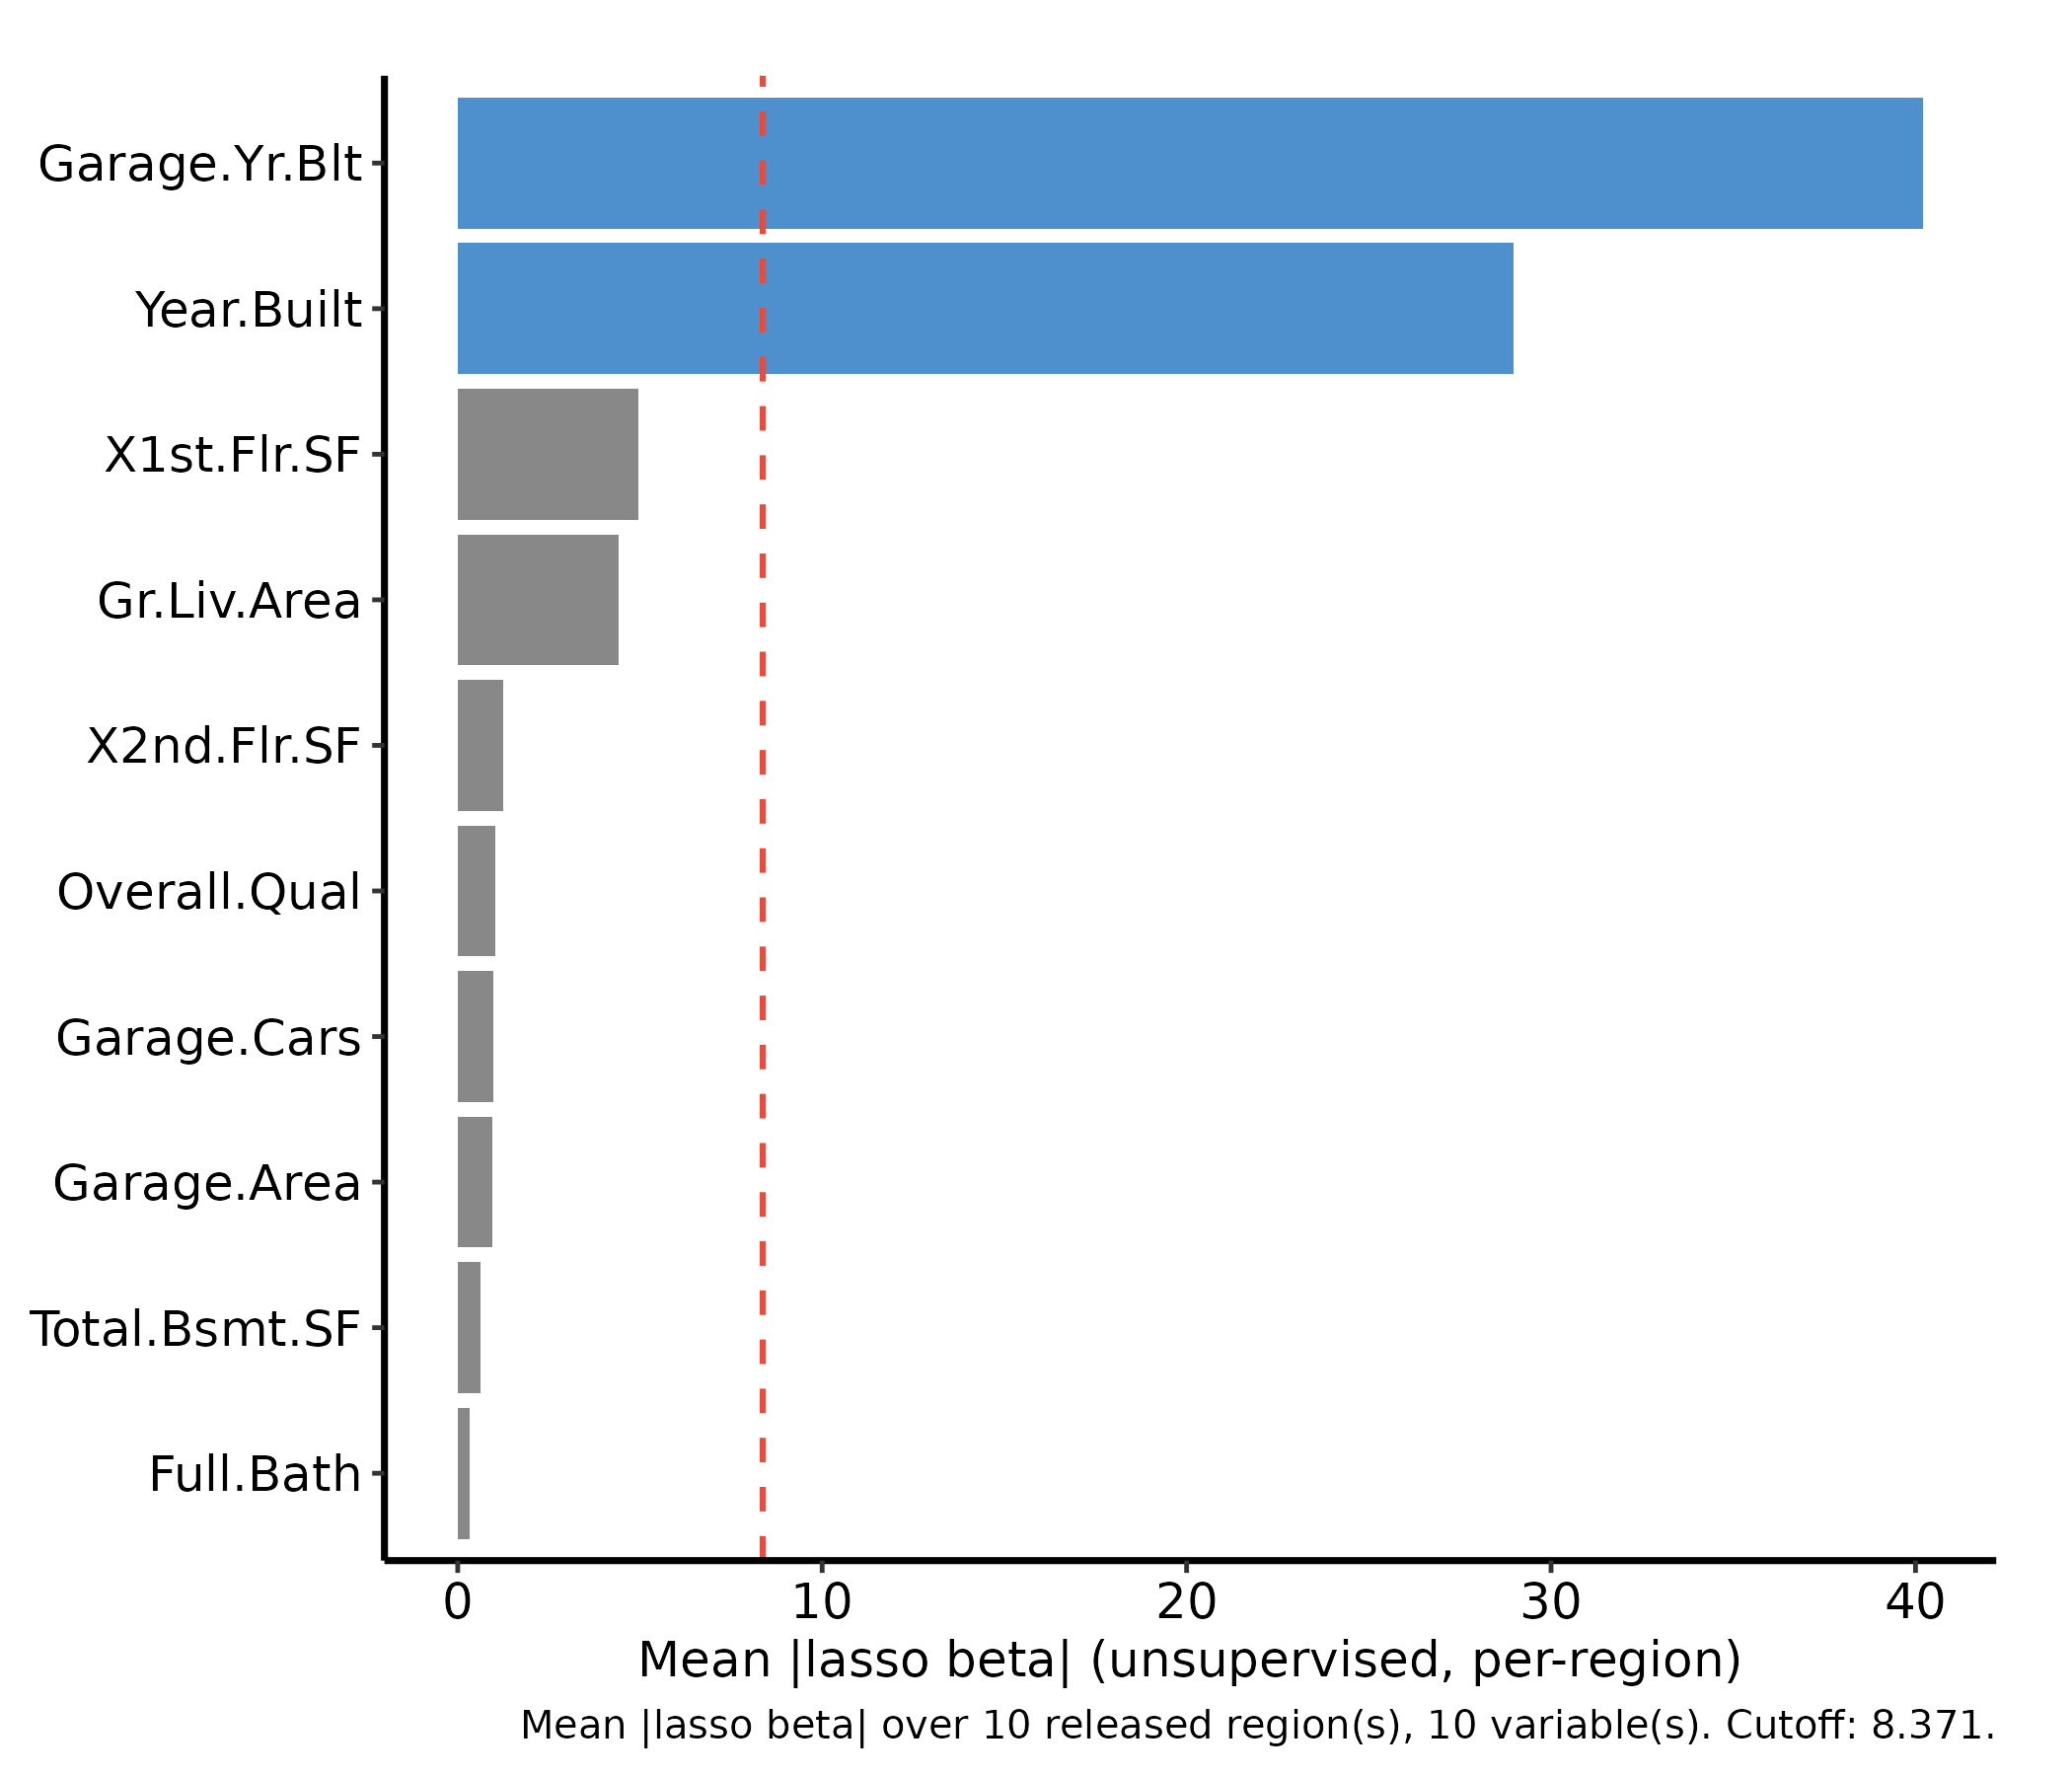 Garage.Yr.Blt
Year.Built
X1st.Flr.SF
Gr.Liv.Area
X2nd.Flr.SF
Overall.Qual
Garage.Cars
Garage.Area
Total.Bsmt.SF
Full.Bath
0 10 20 30 40
Mean |lasso beta| (unsupervised, per-region)
Mean |lasso beta| over 10 released region(s), 10 variable(s). Cutoff: 8.371.